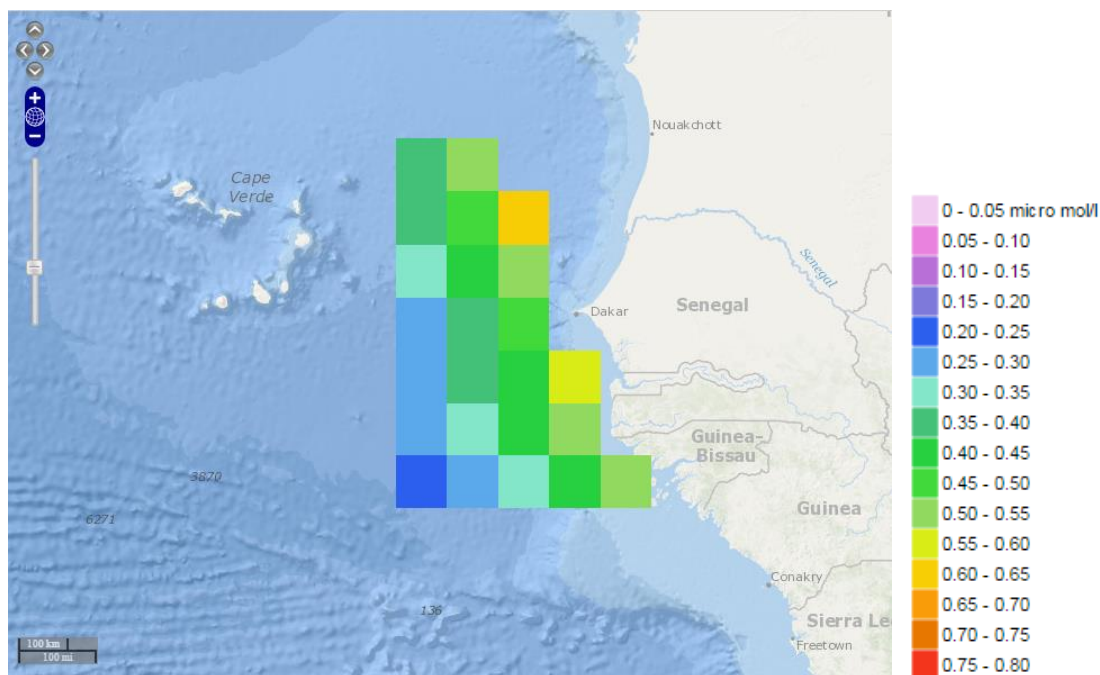 Nouakchott
Cape
Verde
Senegal
Dakar
Senegal
Guinea-
Bissau
3870
6271
Guinea
Conakry
136
Sierra Le
Freetown
100 km
100 mi
0 - 0.05 micro mol/l
0.05 - 0.10
0.10 - 0.15
0.15 - 0.20
0.20 - 0.25
0.25 - 0.30
0.30 - 0.35
0.35 - 0.40
0.40 - 0.45
0.45 - 0.50
0.50 - 0.55
0.55 - 0.60
0.60 - 0.65
0.65 - 0.70
0.70 - 0.75
0.75 - 0.80